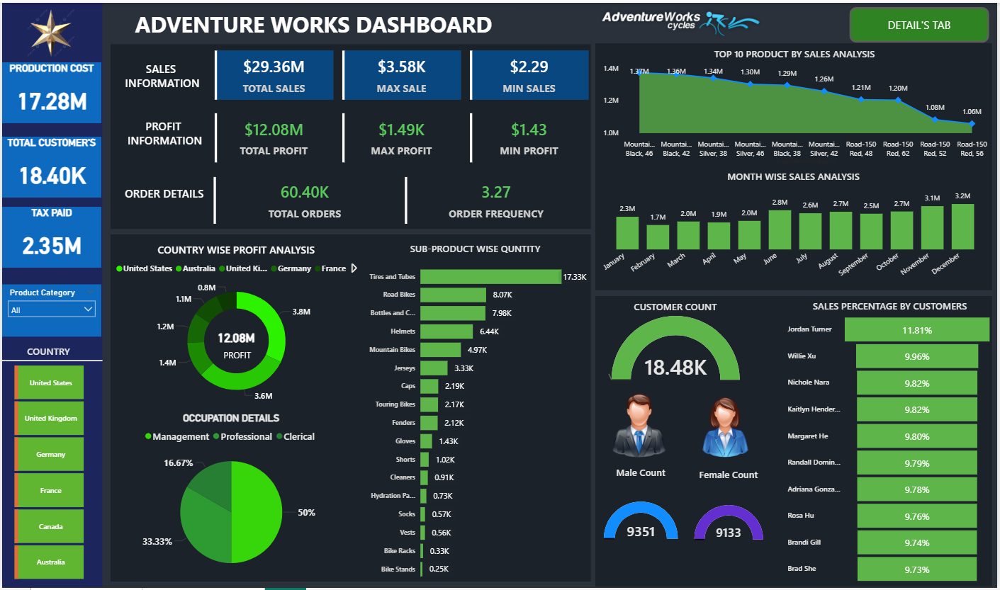 ADVENTURE WORKS DASHBOARD
AdventureWorks
cycles
DETAIL'S TAB
PRODUCTION COST
17.28M
TOTAL CUSTOMER'S
18.40K
TAX PAID
2.35M
Product Category
All
COUNTRY
United States
United Kingdom
Germany
France
Canada
Australia
SALES
INFORMATION
$29.36M
TOTAL SALES
$3.58K
MAX SALE
$2.29
MIN SALES
PROFIT
INFORMATION
$12.08M
TOTAL PROFIT
$1.49K
MAX PROFIT
$1.43
MIN PROFIT
ORDER DETAILS
60.40K
TOTAL ORDERS
3.27
ORDER FREQUENCY
COUNTRY WISE PROFIT ANALYSIS
United States Australia United Ki... Germany France
0.8M
1.1M
3.8M
1.2M
12.08M
PROFIT
1.4M
3.6M
OCCUPATION DETAILS
Management Professional Clerical
16.67%
50%
33.33%
SUB-PRODUCT WISE QUNTITY
Tires and Tubes 17.33K
Road Bikes 8.07K
Bottles and C... 7.98K
Helmets 6.44K
Mountain Bikes 4.97K
Jerseys 3.33K
Caps 2.19K
Touring Bikes 2.17K
Fenders 2.12K
Gloves 1.43K
Shorts 1.02K
Cleaners 0.91K
Hydration Pa... 0.73K
Socks 0.57K
Vests 0.56K
Bike Racks 0.33K
Bike Stands 0.25K
TOP 10 PRODUCT BY SALES ANALYSIS
1.4M
1.2M
1.0M
1.37M 1.36M 1.34M 1.30M 1.29M 1.26M 1.21M 1.20M 1.08M 1.06M
Mountai... Mountai... Mountai... Mountai... Mountai... Mountai... Road-150 Road-150 Road-150 Road-150
Black, 46 Black, 42 Silver, 38 Silver, 46 Black, 38 Silver, 42 Red, 48 Red, 62 Red, 52 Red, 56
MONTH WISE SALES ANALYSIS
2.3M 1.7M 2.0M 1.9M 2.0M 2.8M 2.6M 2.7M 2.5M 2.7M 3.1M 3.2M
January February March April May June July August September October November December
CUSTOMER COUNT
18.48K
Male Count
Female Count
9351
9133
SALES PERCENTAGE BY CUSTOMERS
Jordan Turner 11.81%
Willie Xu 9.96%
Nichole Nara 9.82%
Kaitlyn Hender... 9.82%
Margaret He 9.80%
Randall Domin... 9.79%
Adriana Gonza... 9.78%
Rosa Hu 9.76%
Brandi Gill 9.74%
Brad She 9.73%